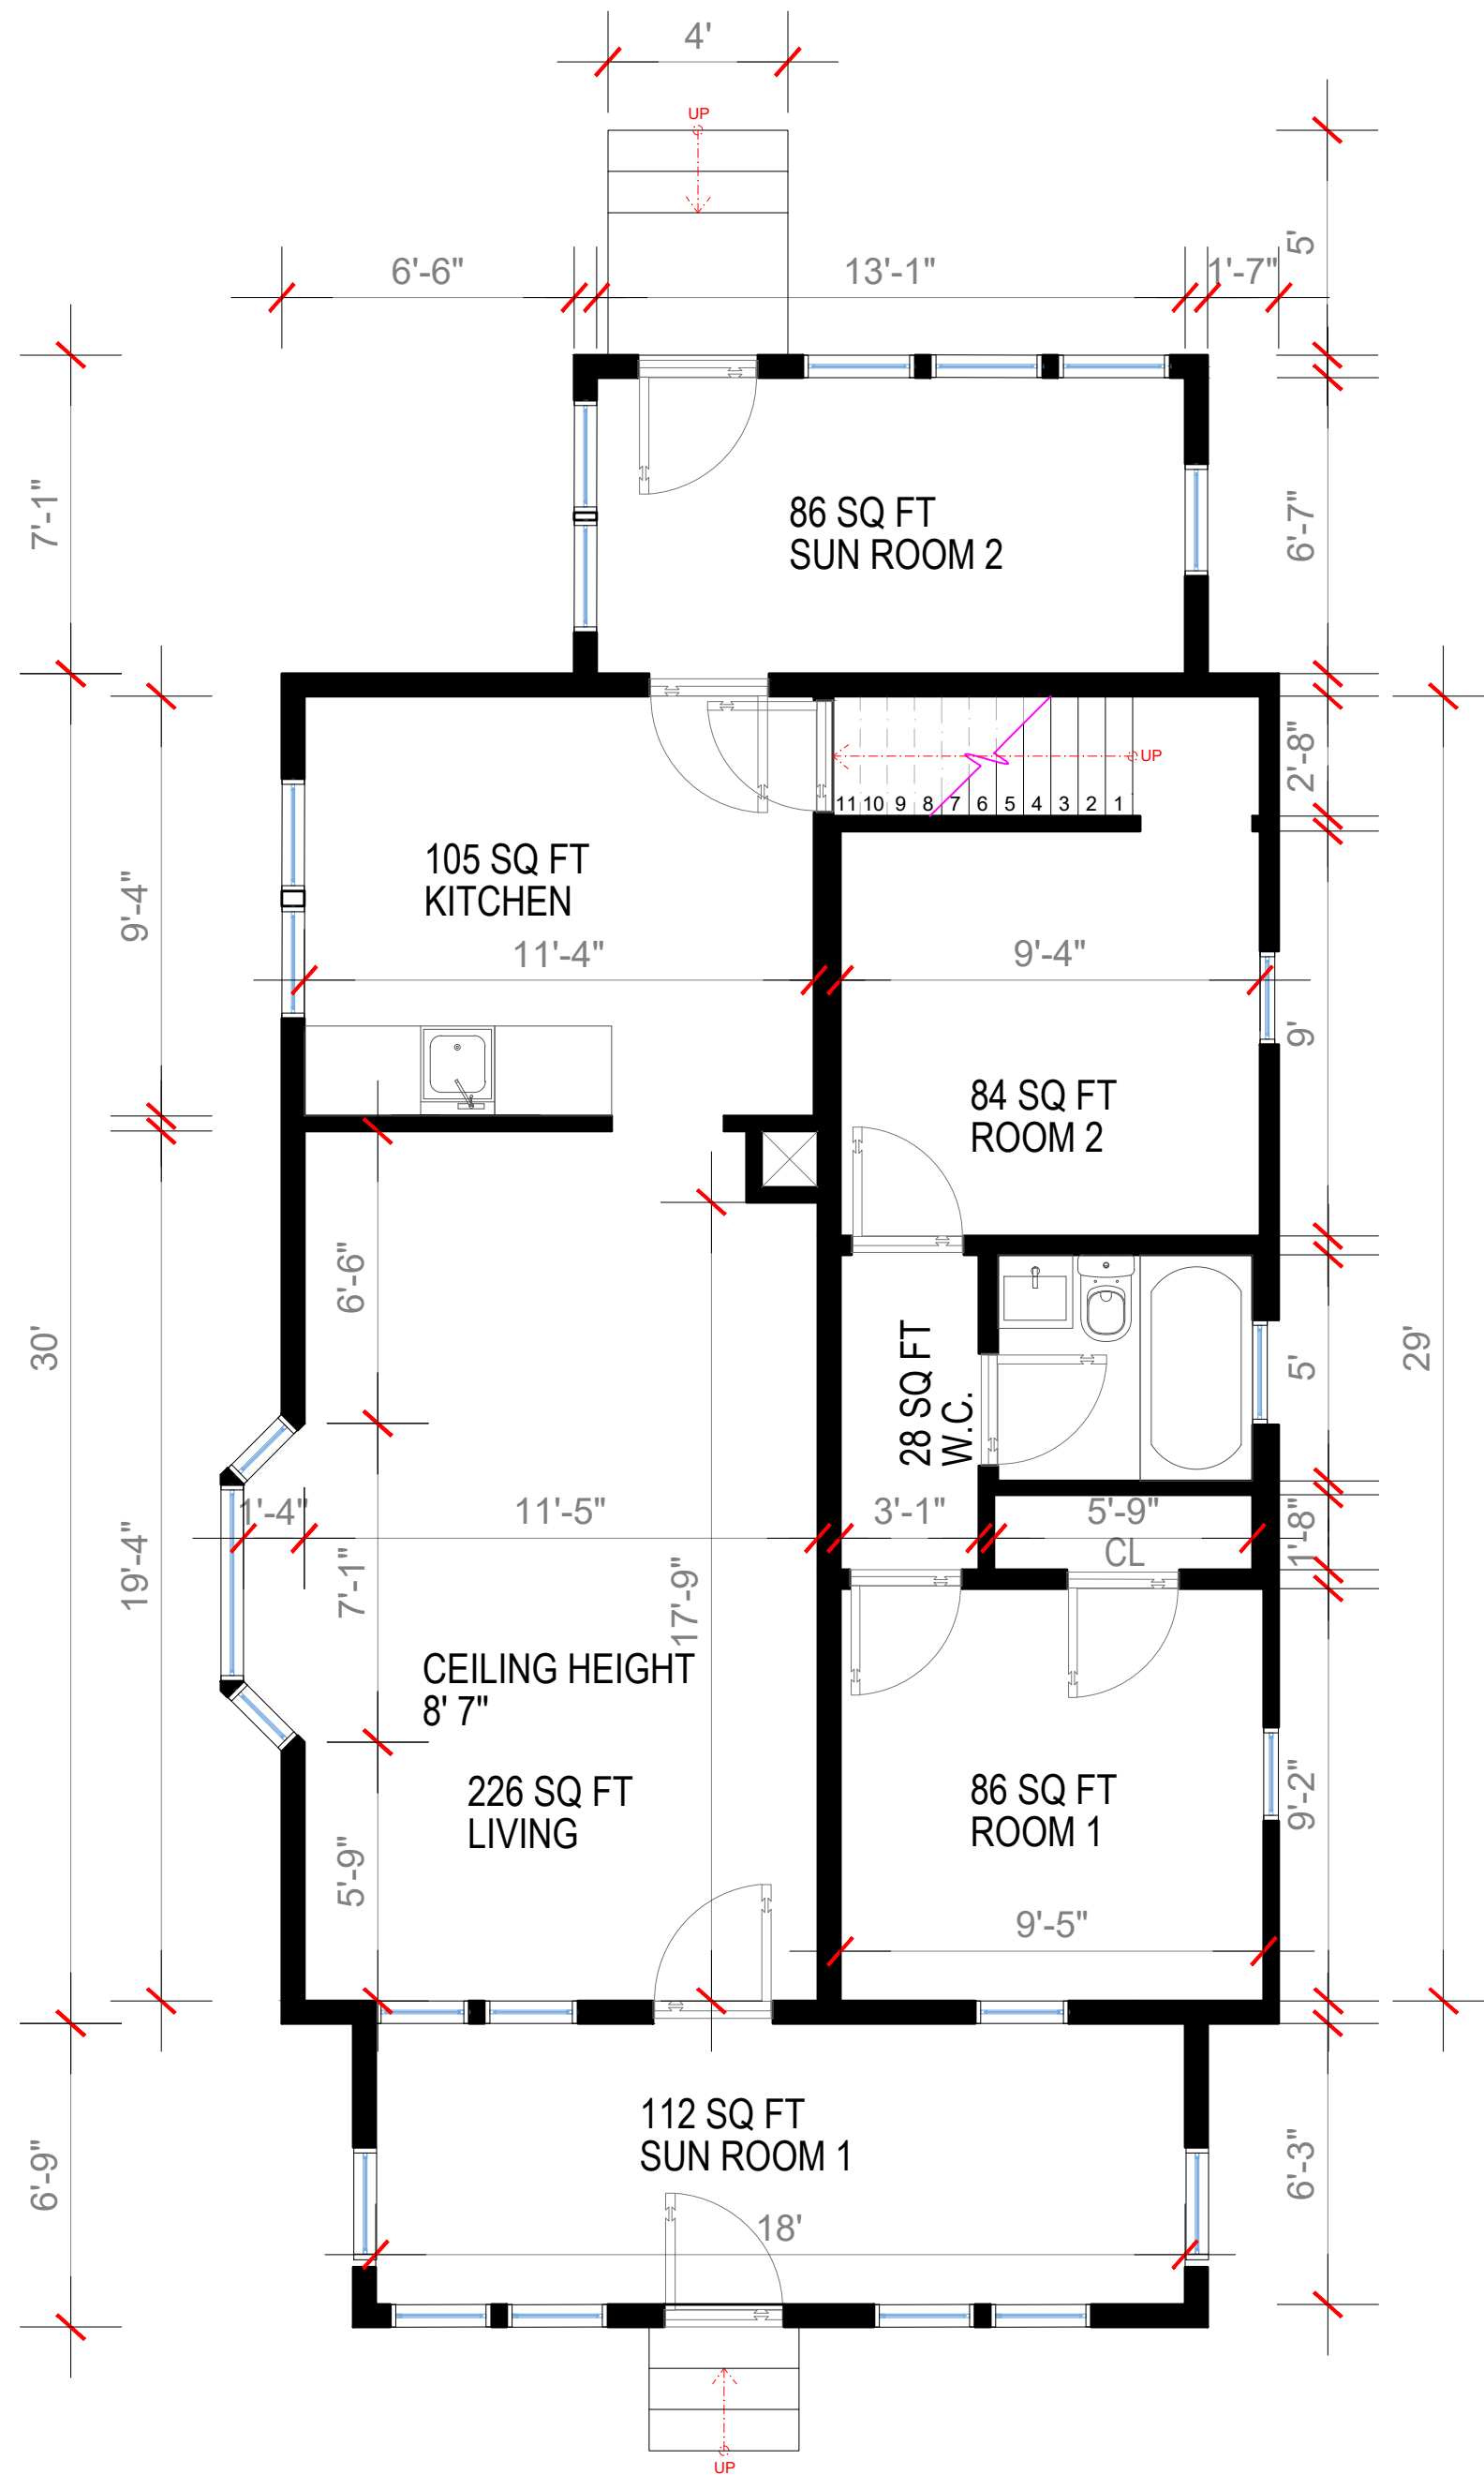 4'
UP
5'
6'-6"
13'-1"
1'-7"
7'-1"
86 SQ FT
SUN ROOM 2
6'-7"
2'-8"
UP
11 10 9 8 7 6 5 4 3 2 1
105 SQ FT
KITCHEN
9'-4"
11'-4"
9'-4"
9'
84 SQ FT
ROOM 2
6'-6"
30'
28 SQ FT
W.C.
5'
29'
1'-4"
11'-5"
3'-1"
5'-9"
CL
1'-8"
19'-4"
7'-1"
17'-9"
CEILING HEIGHT
8' 7"
226 SQ FT
LIVING
86 SQ FT
ROOM 1
9'-2"
5'-9"
9'-5"
112 SQ FT
SUN ROOM 1
6'-9"
6'-3"
18'
UP